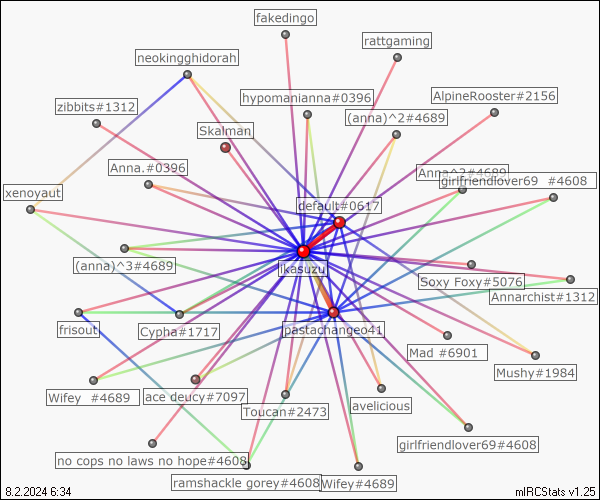 fakedingo
rattgaming
neokingghidorah
hypomanianna#0396
AlpineRooster#2156
zibbits#1312
(anna)^2#4689
Skalman
Anna.#0396
Anna^2#4689
girlfriendlover69 #4608
xenoyaut
default#0617
(anna)^3#4689
ikasuzu
Soxy Foxy#5076
Annarchist#1312
frisout
Cypha#1717
pastachangeo41
Mad #6901
Mushy#1984
Wifey #4689
ace deucy#7097
Toucan#2473
avelicious
girlfriendlover69#4608
no cops no laws no hope#4608
ramshackle gorey#4608
Wifey#4689
8.2.2024 6:34
mIRCStats v1.25